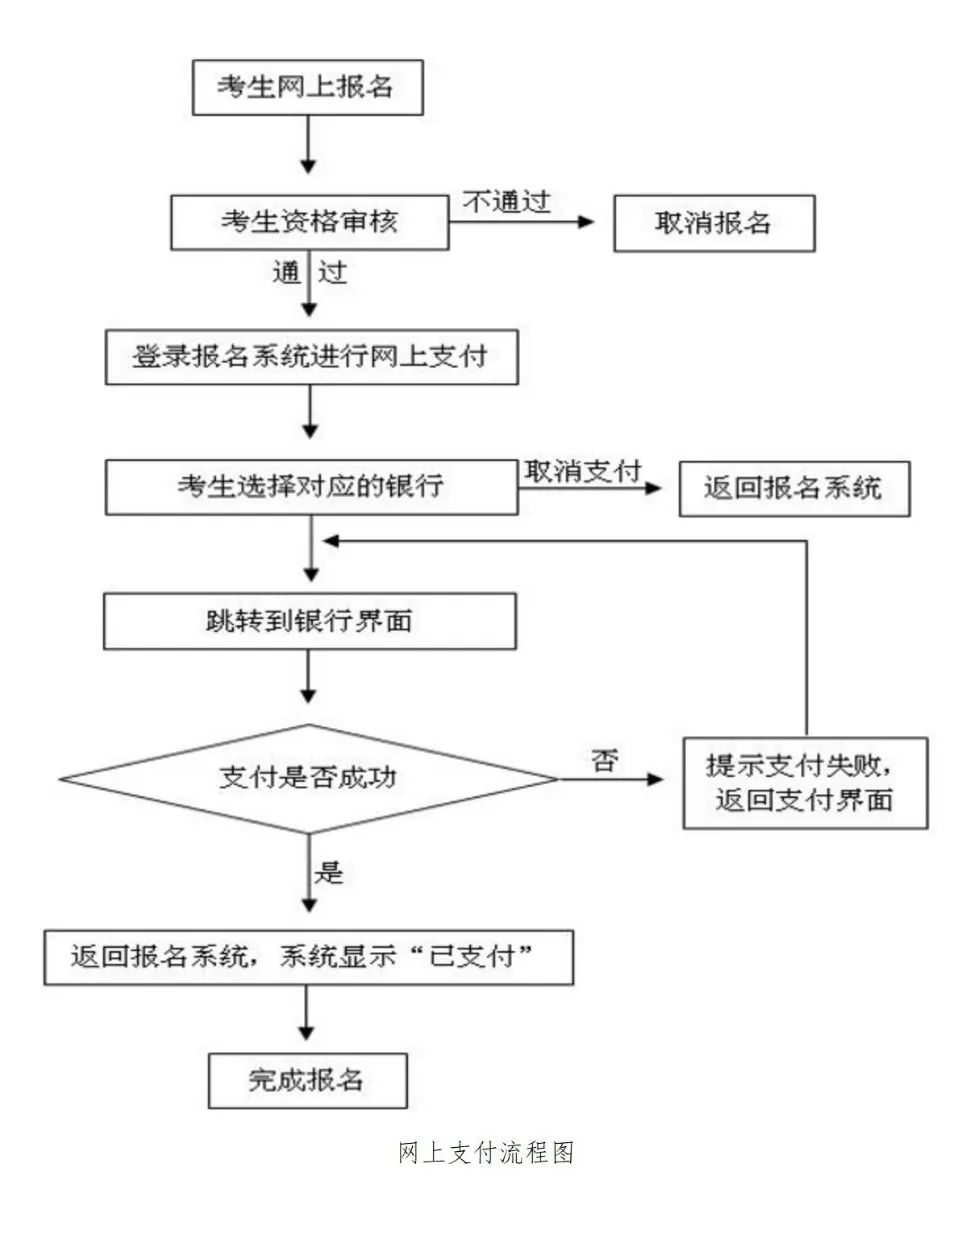 考生网上报名
考生资格审核
不通过
取消报名
通过
登录报名系统进行网上支付
考生选择对应的银行
取消支付
返回报名系统
跳转到银行界面
支付是否成功
否
提示支付失败，
返回支付界面
是
返回报名系统，系统显示“已支付”
完成报名
网上支付流程图